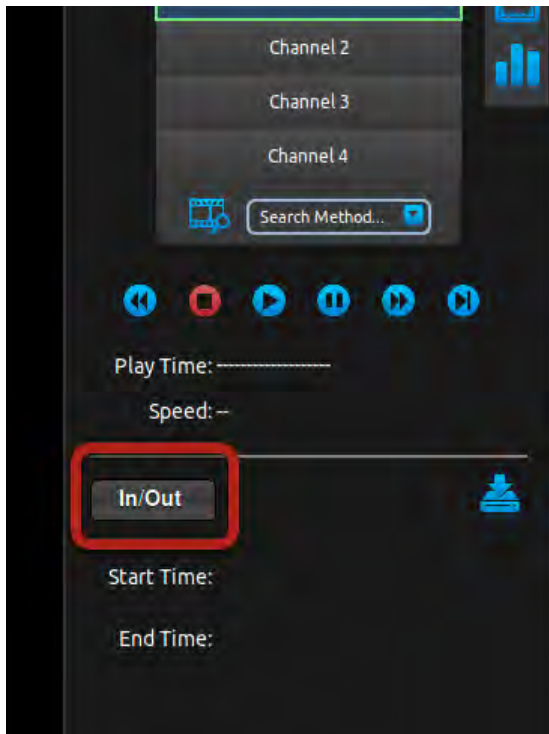 Channel 2
Channel 3
Channel 4
Search Method...
Play Time: -------------------
Speed: --
In/Out
Start Time:
End Time: